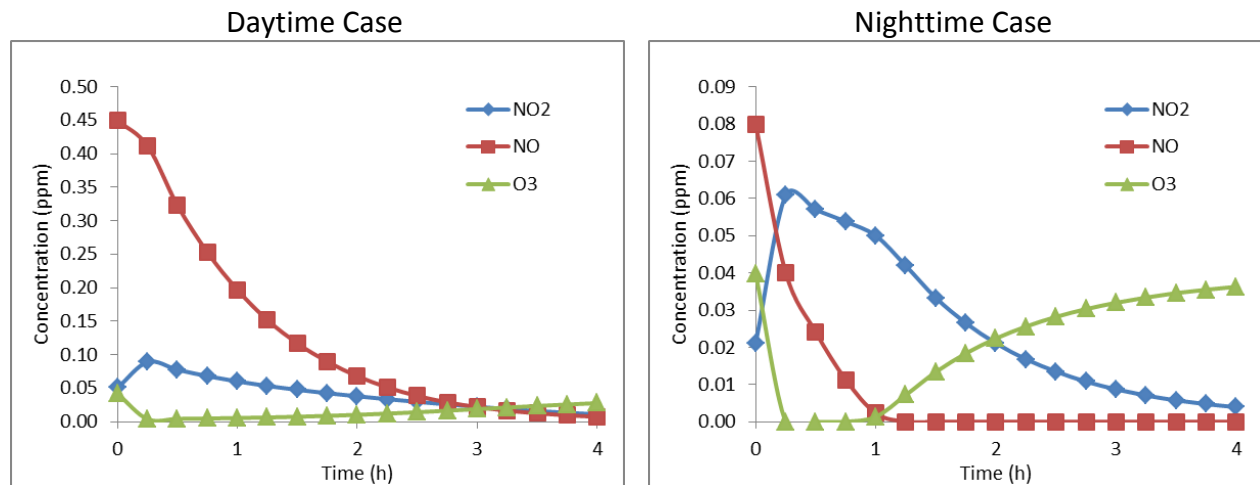 Daytime Case
0.50
0.45
0.40
0.35
0.30
0.25
0.20
0.15
0.10
0.05
0.00
Concentration (ppm)
0 1 2 3 4
Time (h)
NO2
NO
O3
Nighttime Case
0.09
0.08
0.07
0.06
0.05
0.04
0.03
0.02
0.01
0.00
Concentration (ppm)
0 1 2 3 4
Time (h)
NO2
NO
O3